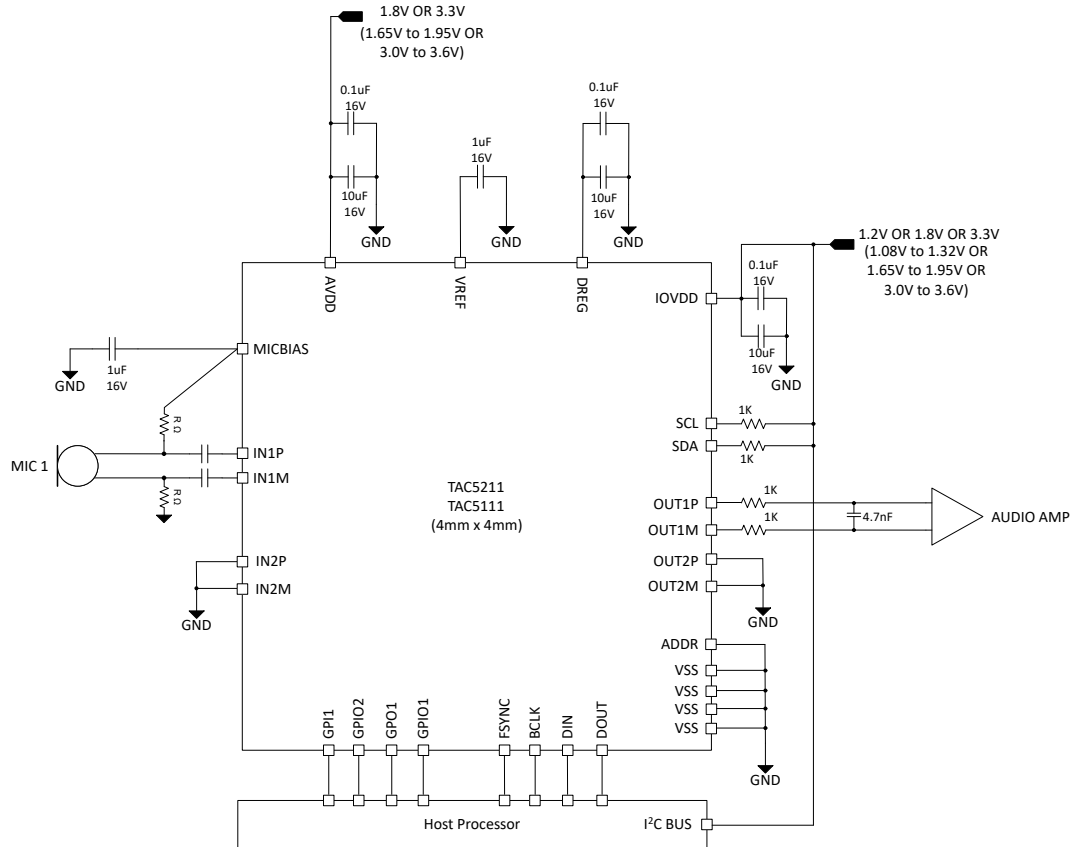 1.8V OR 3.3V
(1.65V to 1.95V OR
3.0V to 3.6V)
0.1uF
16V
10uF
16V
GND
1uF
16V
GND
0.1uF
16V
10uF
16V
GND
1.2V OR 1.8V OR 3.3V
(1.08V to 1.32V OR
1.65V to 1.95V OR
3.0V to 3.6V)
0.1uF
16V
10uF
16V
GND
AVDD
VREF
DREG
IOVDD
MICBIAS
1uF
16V
GND
R Ω
MIC 1
IN1P
IN1M
R Ω
IN2P
IN2M
GND
TAC5211
TAC5111
(4mm x 4mm)
SCL
1K
SDA
1K
OUT1P
1K
OUT1M
1K
4.7nF
AUDIO AMP
OUT2P
OUT2M
GND
ADDR
VSS
VSS
VSS
VSS
GND
GPI1
GPIO2
GPO1
GPIO1
FSYNC
BCLK
DIN
DOUT
Host Processor
I²C BUS